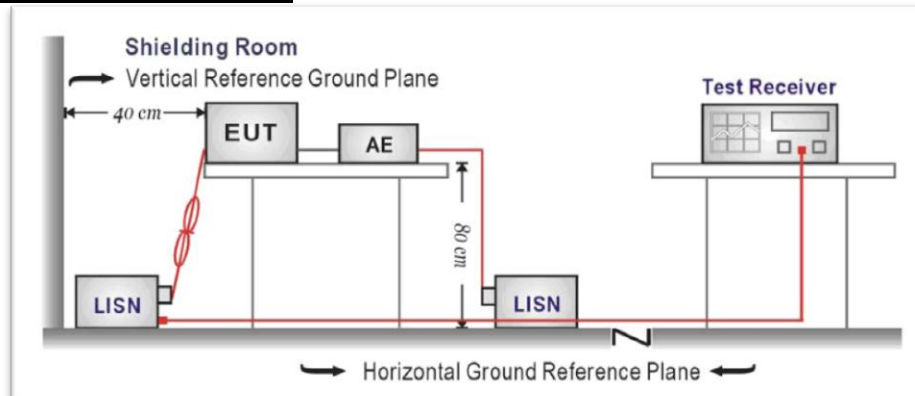 Shielding Room
Vertical Reference Ground Plane
Test Receiver
40 cm
EUT
AE
80 cm
LISN
LISN
Horizontal Ground Reference Plane